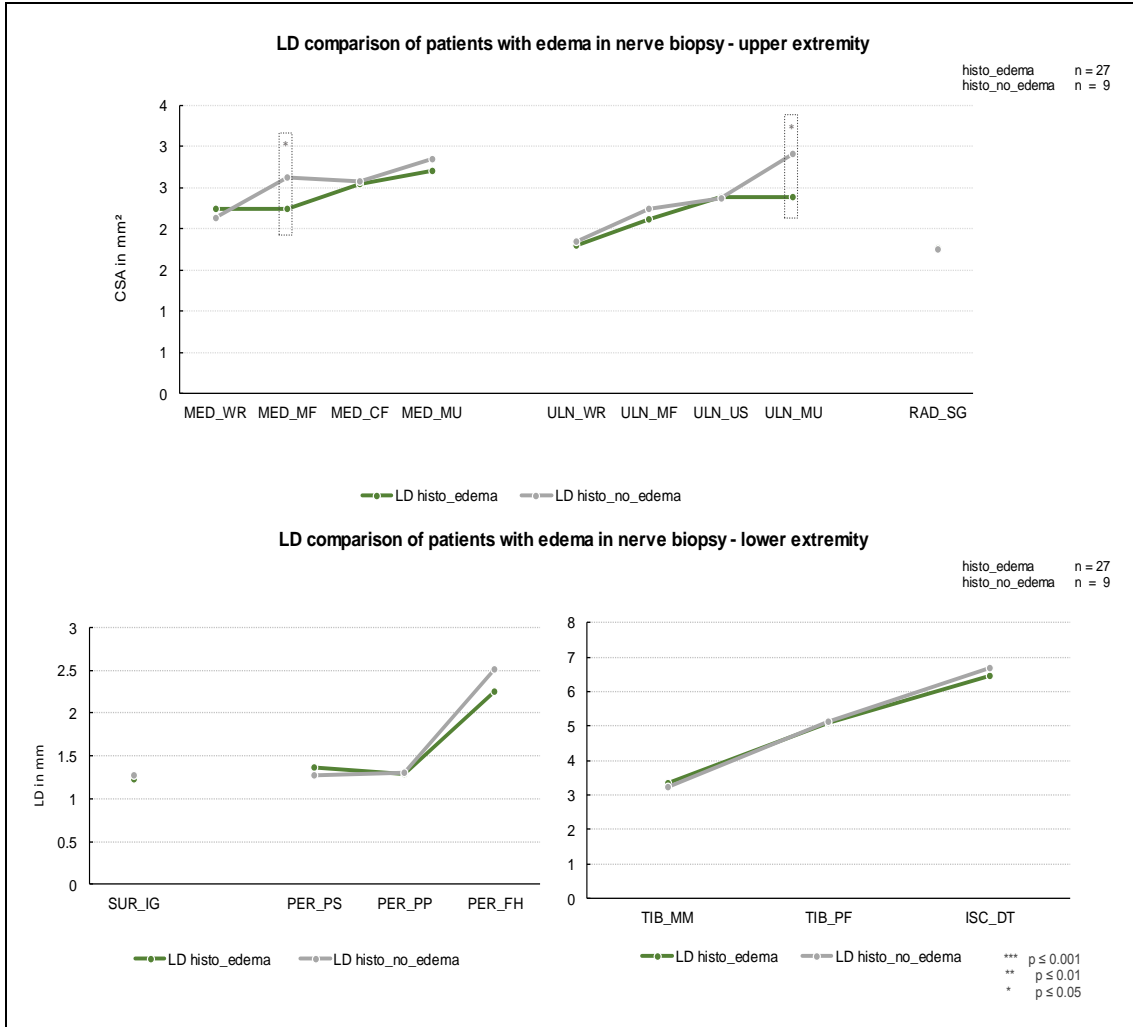 LD comparison of patients with edema in nerve biopsy - upper extremity
histo_edema n = 27
histo_no_edema n = 9
CSA in mm²
4
3
3
2
2
1
1
0
*
*
MED_WR MED_MF MED_CF MED_MU ULN_WR ULN_MF ULN_US ULN_MU RAD_SG
LD histo_edema LD histo_no_edema
LD comparison of patients with edema in nerve biopsy - lower extremity
histo_edema n = 27
histo_no_edema n = 9
LD in mm
3
2.5
2
1.5
1
0.5
0
SUR_IG PER_PS PER_PP PER_FH
LD histo_edema LD histo_no_edema
8
7
6
5
4
3
2
1
0
TIB_MM TIB_PF ISC_DT
LD histo_edema LD histo_no_edema
*** p ≤ 0.001
** p ≤ 0.01
* p ≤ 0.05